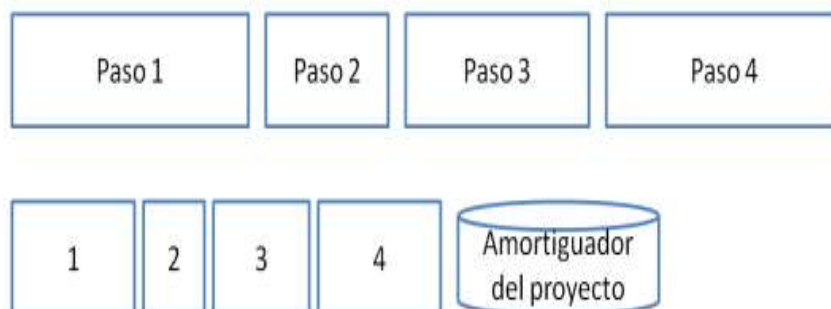 Paso 1
Paso 2
Paso 3
Paso 4
1
2
3
4
Amortiguador
del proyecto